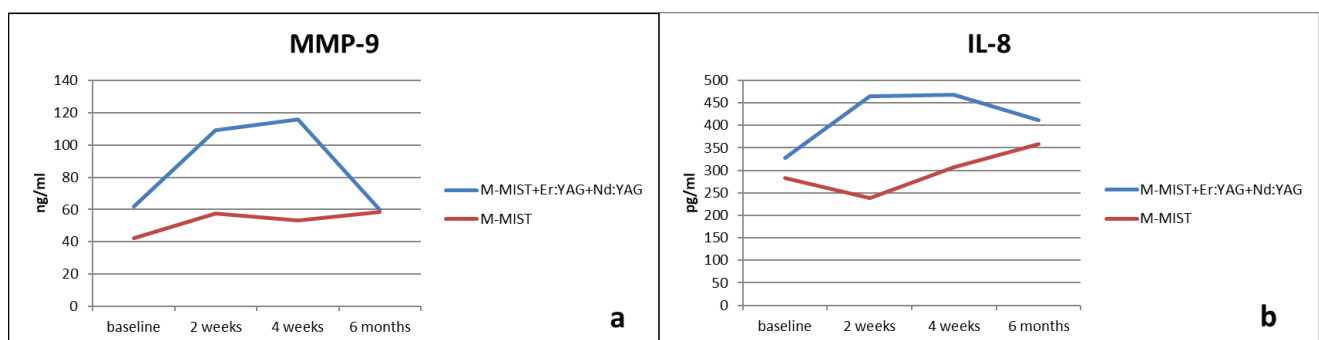 MMP-9
140
120
100
80
60
40
20
0
ng/ml
baseline 2 weeks 4 weeks 6 months
M-MIST+Er:YAG+Nd:YAG
M-MIST
a
IL-8
500
450
400
350
300
250
200
150
100
50
0
pg/ml
baseline 2 weeks 4 weeks 6 months
M-MIST+Er:YAG+Nd:YAG
M-MIST
b